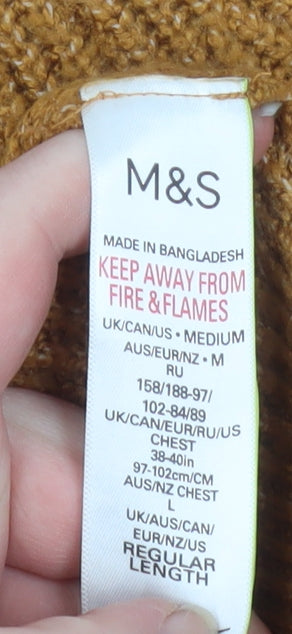 M&S
MADE IN BANGLADESH
KEEP AWAY FROM
FIRE & FLAMES
UK/CAN/US • MEDIUM
AUS/EUR/NZ • M
RU
158/188-97/
102-84/89
UK/CAN/EUR/RU/US
CHEST
38-40in
97-102cm/CM
AUS/NZ CHEST
L
UK/AUS/CAN/
EUR/NZ/US
REGULAR
LENGTH